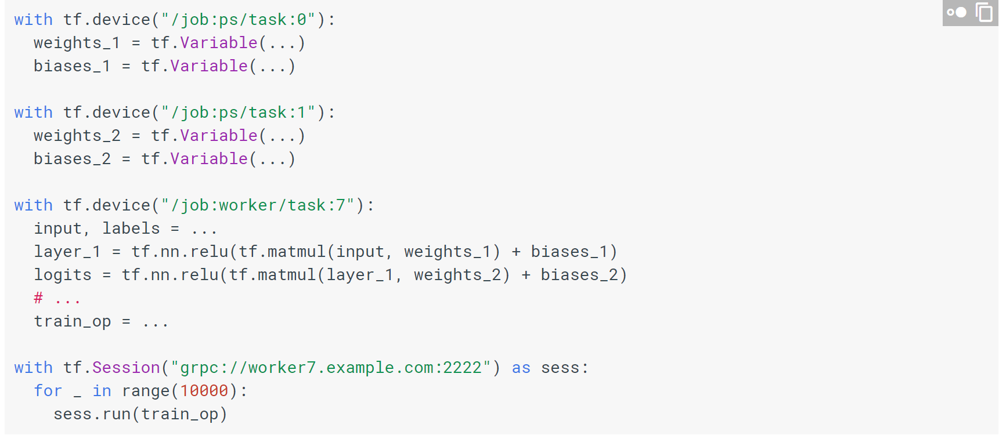 with tf.device("/job:ps/task:0"):
  weights_1 = tf.Variable(...)
  biases_1 = tf.Variable(...)

with tf.device("/job:ps/task:1"):
  weights_2 = tf.Variable(...)
  biases_2 = tf.Variable(...)

with tf.device("/job:worker/task:7"):
  input, labels = ...
  layer_1 = tf.nn.relu(tf.matmul(input, weights_1) + biases_1)
  logits = tf.nn.relu(tf.matmul(layer_1, weights_2) + biases_2)
  # ...
  train_op = ...

with tf.Session("grpc://worker7.example.com:2222") as sess:
  for _ in range(10000):
    sess.run(train_op)